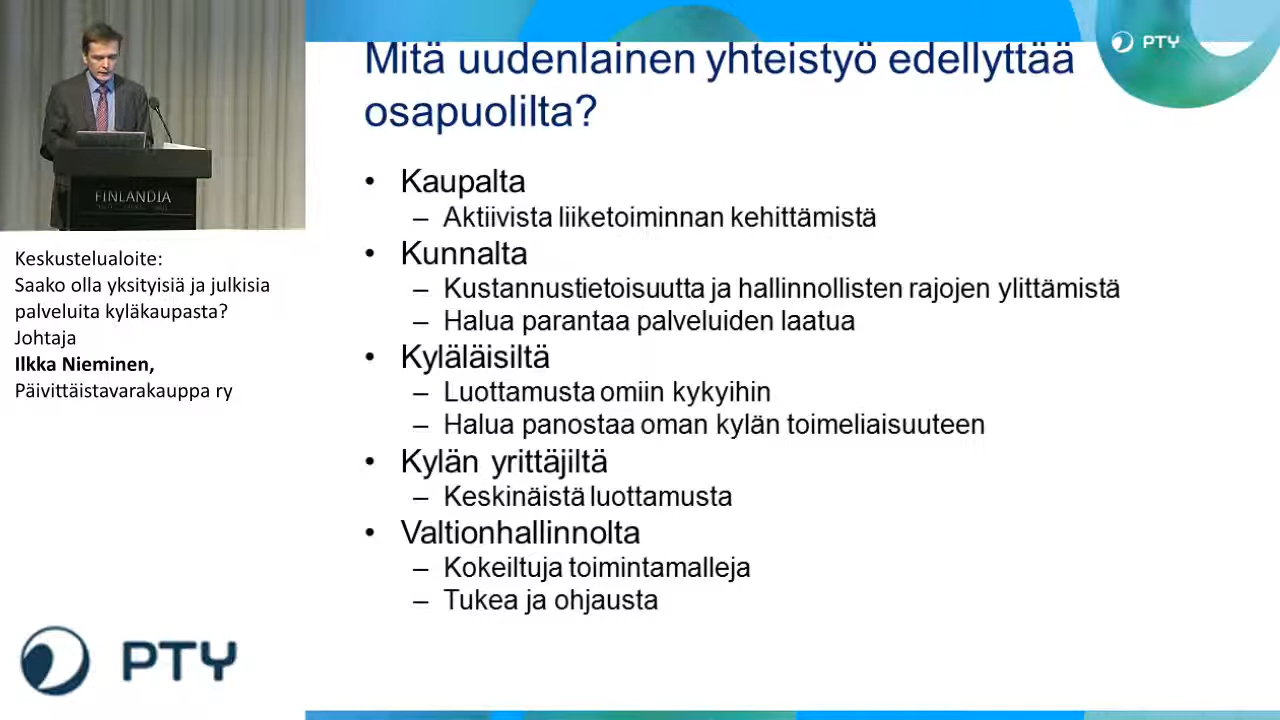 FINLANDIA
Keskustelualoite:
Saako olla yksityisiä ja julkisia
palveluita kyläkaupasta?
Johtaja
Ilkka Nieminen,
Päivittäistavarakauppa ry
PTY
PTY
Mitä uudenlainen yhteistyö edellyttää
osapuolilta?
• Kaupalta
– Aktiivista liiketoiminnan kehittämistä
• Kunnalta
– Kustannustietoisuutta ja hallinnollisten rajojen ylittämistä
– Halua parantaa palveluiden laatua
• Kyläläisiltä
– Luottamusta omiin kykyihin
– Halua panostaa oman kylän toimeliaisuuteen
• Kylän yrittäjiltä
– Keskinäistä luottamusta
• Valtionhallinnolta
– Kokeiltuja toimintamalleja
– Tukea ja ohjausta